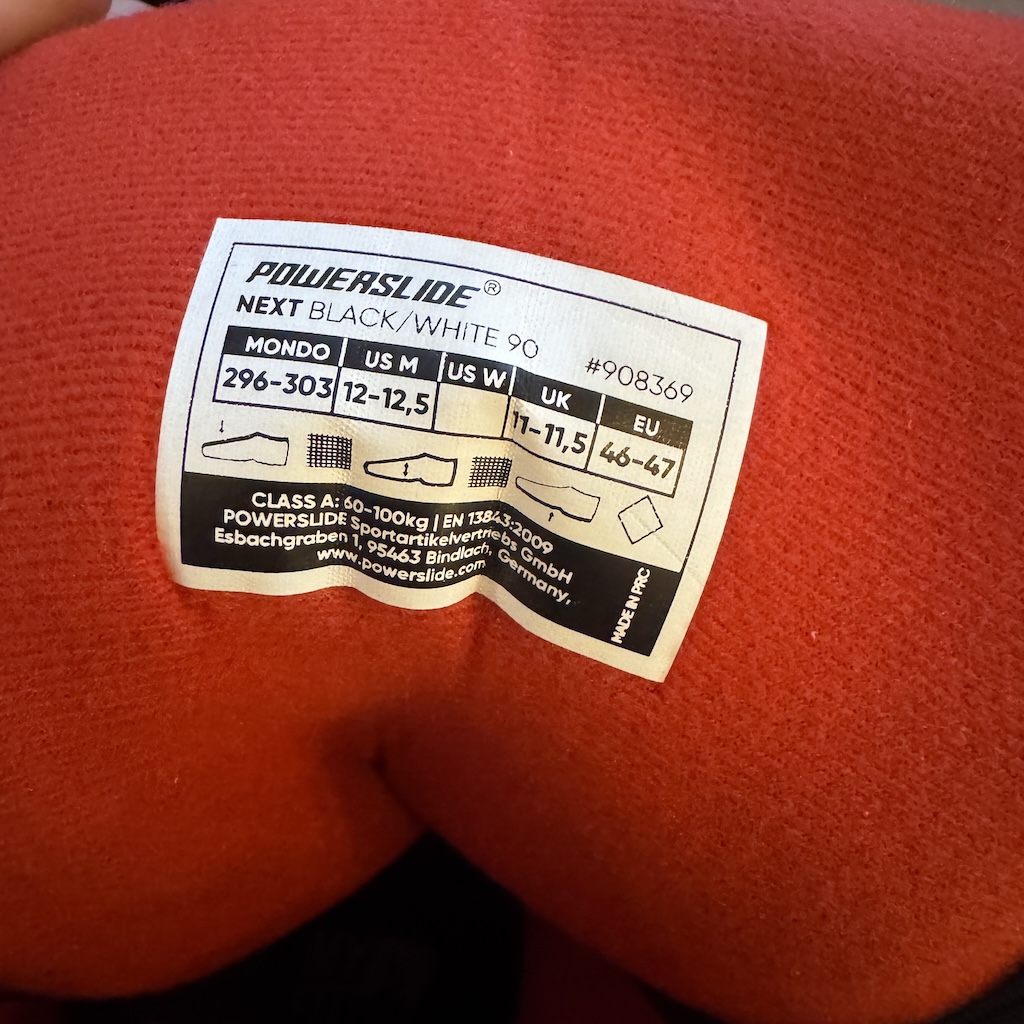 POWERSLIDE®
NEXT BLACK/WHITE 90 #908369
MONDO US M US W UK EU
296-303 12-12,5 11-11,5 46-47
CLASS A: 60-100kg | EN 13843:2009
POWERSLIDE Sportartikelvertriebs GmbH
Esbachgraben 1, 95463 Bindlach, Germany,
www.powerslide.com
MADE IN PRC